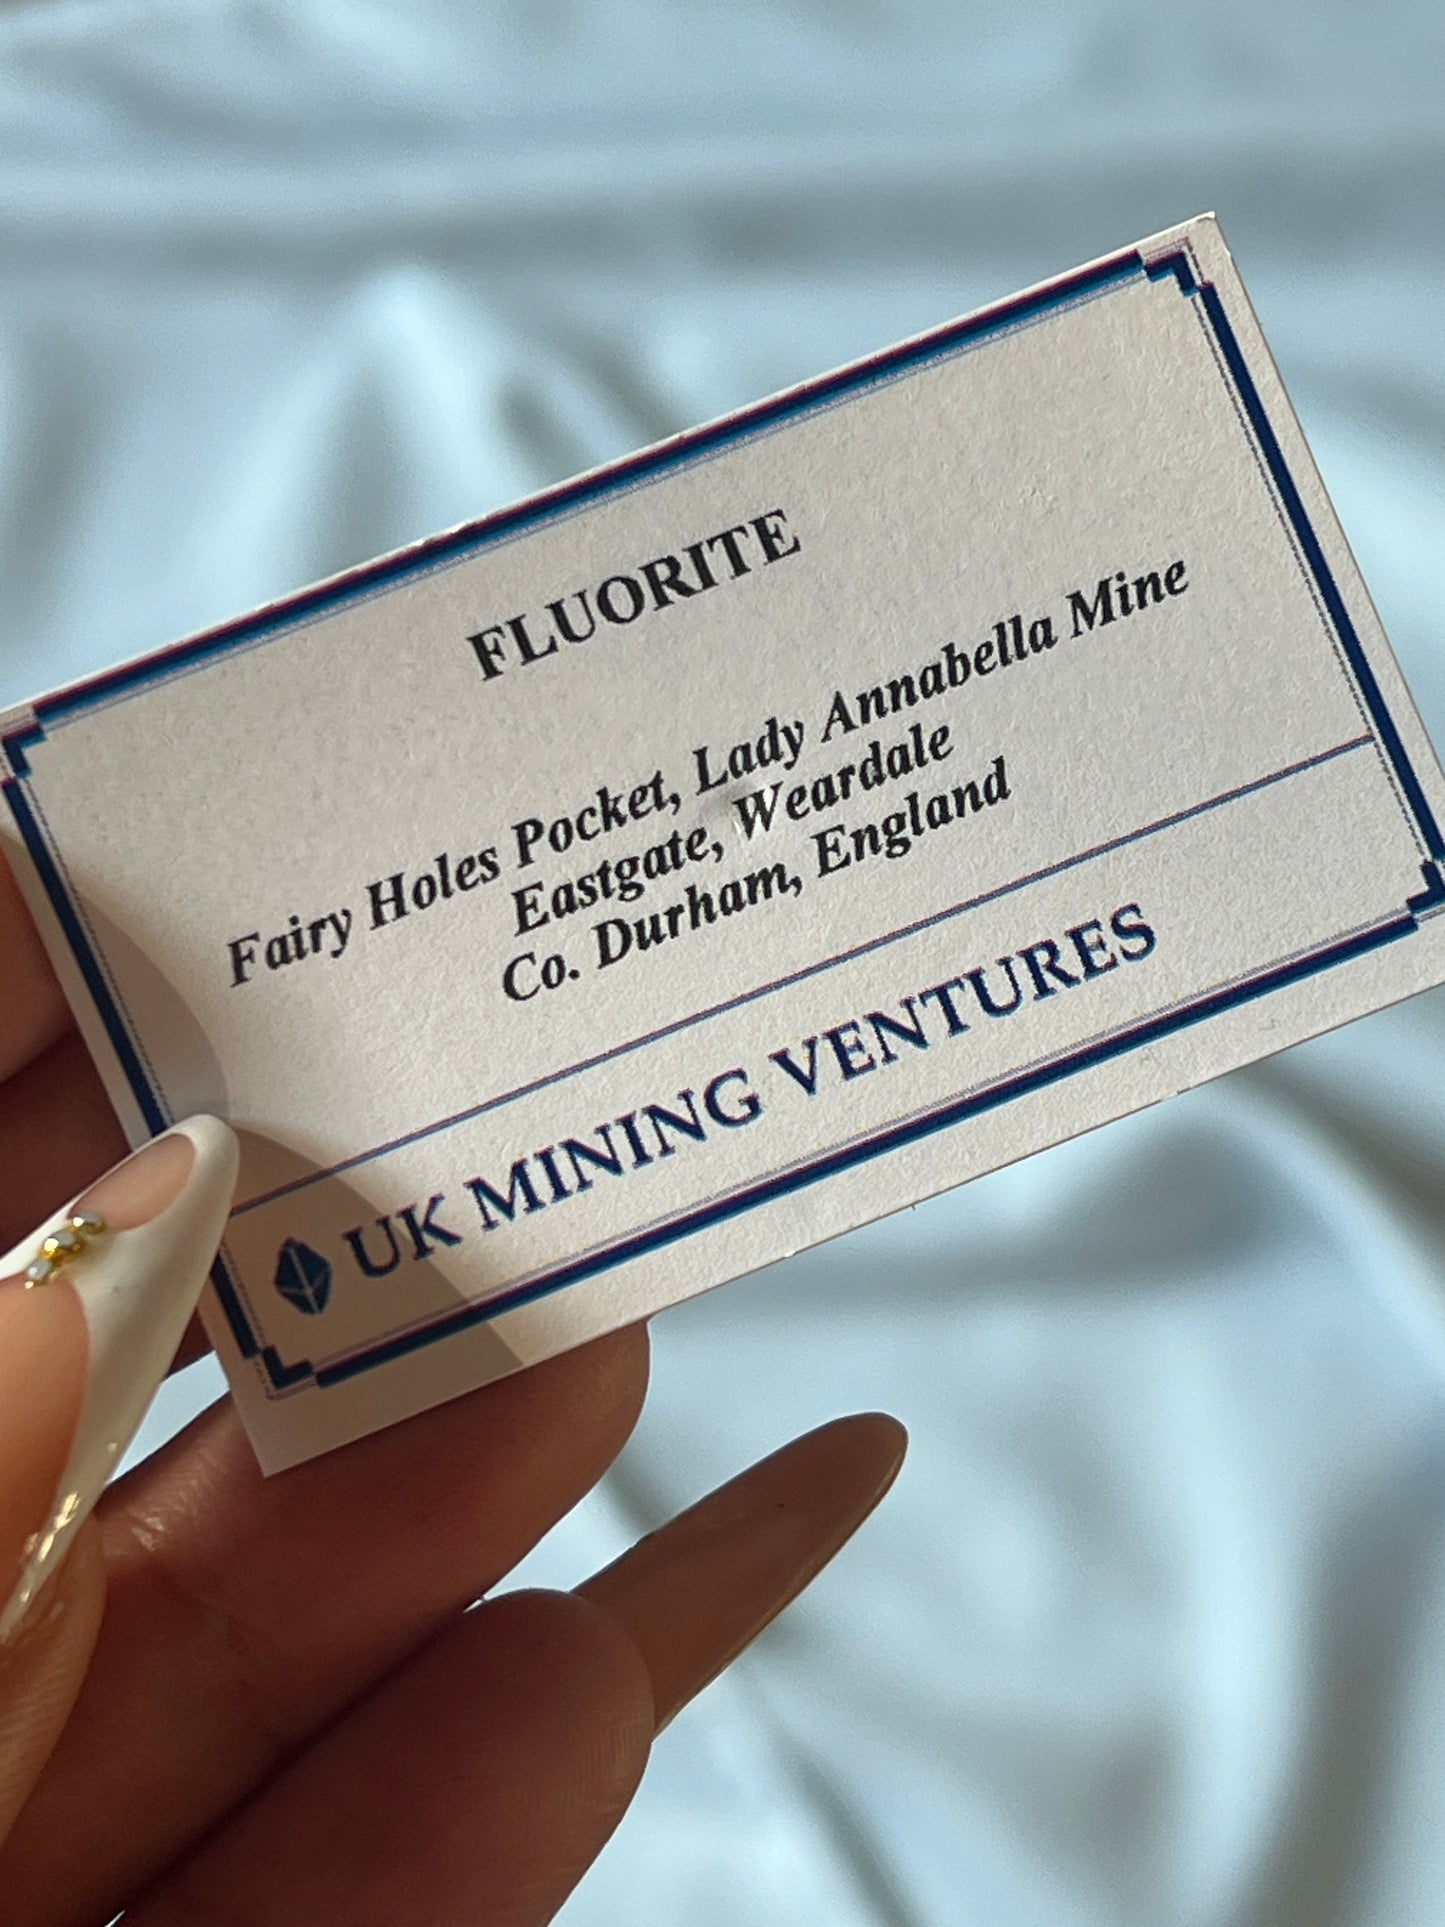 FLUORITE
Fairy Holes Pocket, Lady Annabella Mine
Eastgate, Weardale
Co. Durham, England
UK MINING VENTURES